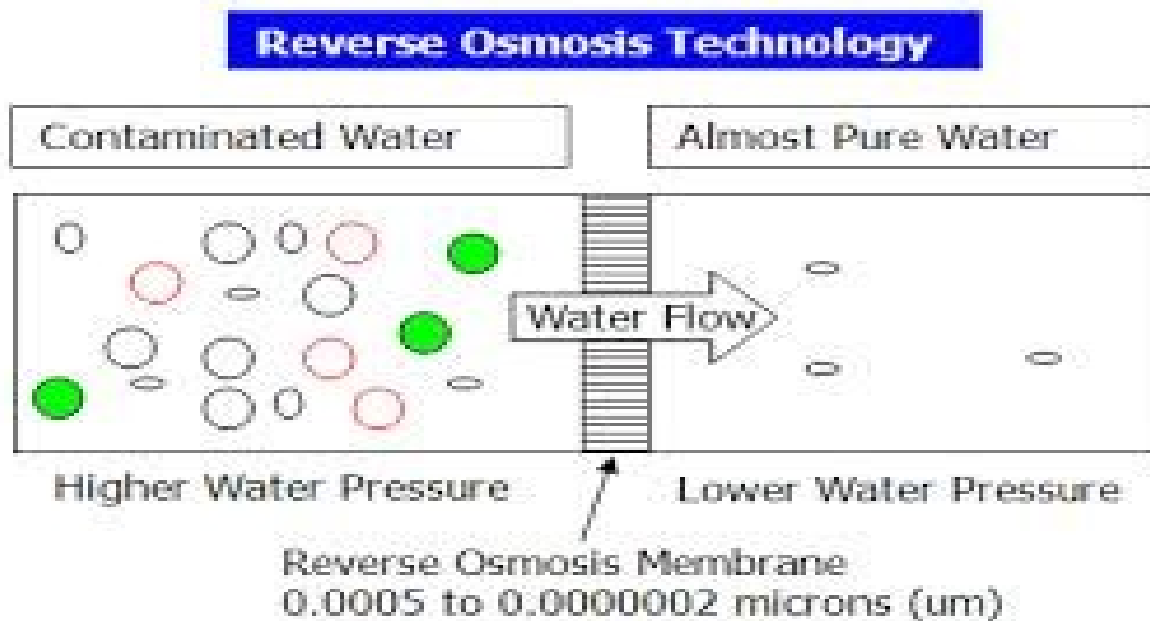 Reverse Osmosis Technology
Contaminated Water
Almost Pure Water
Water Flow
Higher Water Pressure
Lower Water Pressure
Reverse Osmosis Membrane
0.0005 to 0.0000002 microns (um)